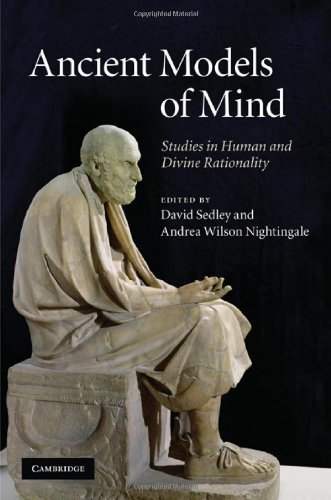 Ancient Models
of Mind
Studies in Human and
Divine Rationality
EDITED BY
David Sedley and
Andrea Wilson Nightingale
CAMBRIDGE